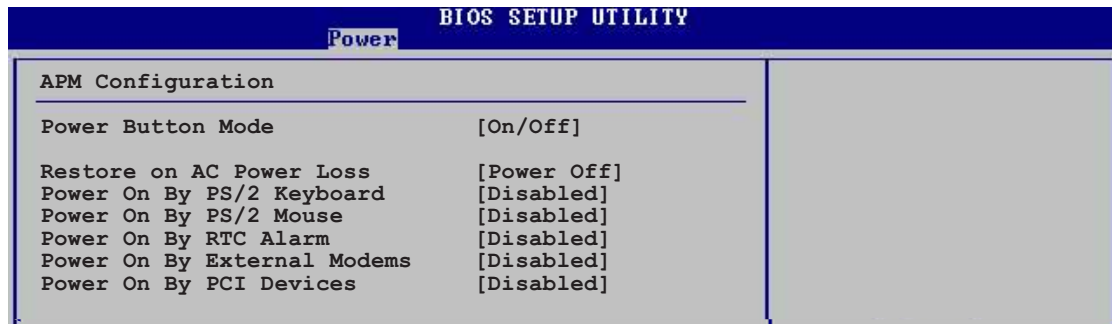 BIOS SETUP UTILITY
Power
APM Configuration
Power Button Mode [On/Off]
Restore on AC Power Loss [Power Off]
Power On By PS/2 Keyboard [Disabled]
Power On By PS/2 Mouse [Disabled]
Power On By RTC Alarm [Disabled]
Power On By External Modems [Disabled]
Power On By PCI Devices [Disabled]